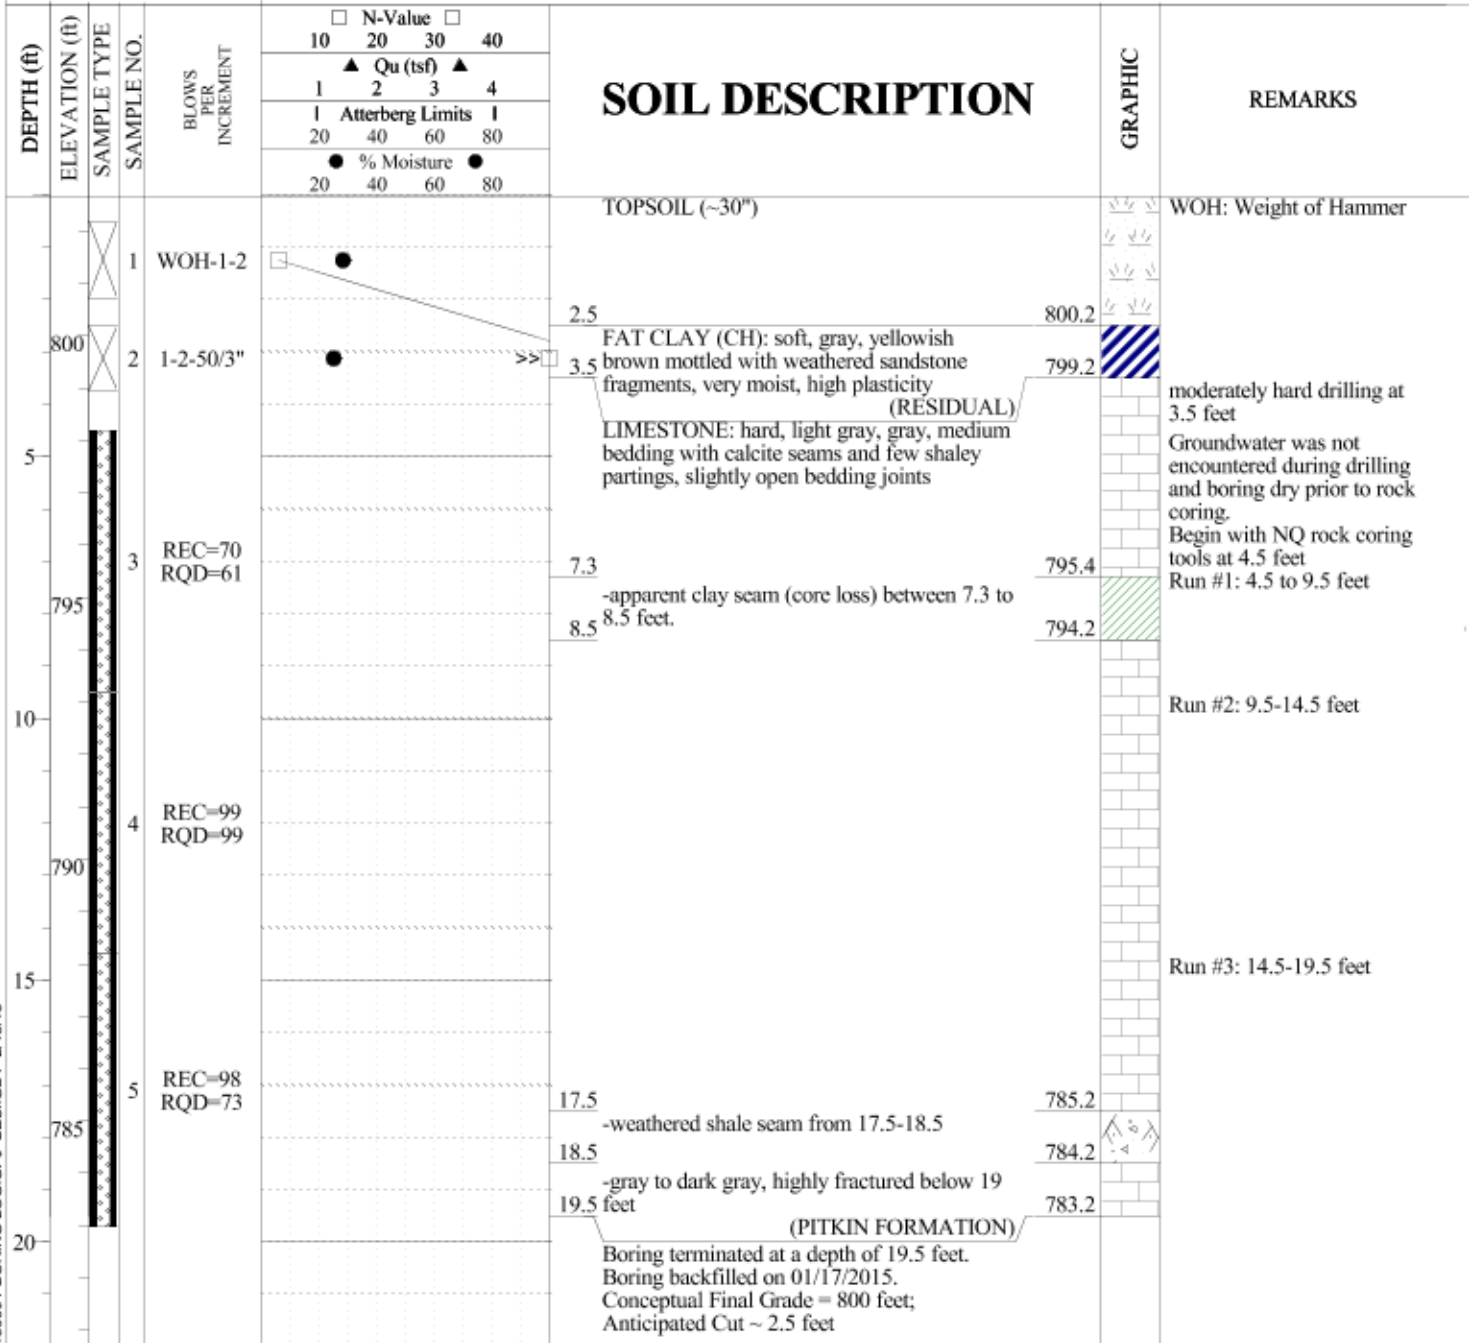 DEPTH (ft)
ELEVATION (ft)
SAMPLE TYPE
SAMPLE NO.
BLOWS
PER
INCREMENT
N-Value
10 20 30 40
Qu (tsf)
1 2 3 4
Atterberg Limits
20 40 60 80
% Moisture
20 40 60 80
SOIL DESCRIPTION
GRAPHIC
REMARKS
TOPSOIL (~30")
WOH: Weight of Hammer
1 WOH-1-2
2.5 800.2
800
2 1-2-50/3"
>>
FAT CLAY (CH): soft, gray, yellowish
brown mottled with weathered sandstone
fragments, very moist, high plasticity
3.5 799.2
(RESIDUAL)
moderately hard drilling at
3.5 feet
LIMESTONE: hard, light gray, gray, medium
bedding with calcite seams and few shaley
partings, slightly open bedding joints
Groundwater was not
encountered during drilling
and boring dry prior to rock
coring.
Begin with NQ rock coring
tools at 4.5 feet
Run #1: 4.5 to 9.5 feet
5
3
REC=70
RQD=61
7.3 795.4
795
-apparent clay seam (core loss) between 7.3 to
8.5 feet.
8.5 794.2
10
Run #2: 9.5-14.5 feet
4
REC=99
RQD=99
790
15
Run #3: 14.5-19.5 feet
5
REC=98
RQD=73
17.5 785.2
785
-weathered shale seam from 17.5-18.5
18.5 784.2
-gray to dark gray, highly fractured below 19
feet
19.5 783.2
(PITKIN FORMATION)
20
Boring terminated at a depth of 19.5 feet.
Boring backfilled on 01/17/2015.
Conceptual Final Grade = 800 feet;
Anticipated Cut ~ 2.5 feet